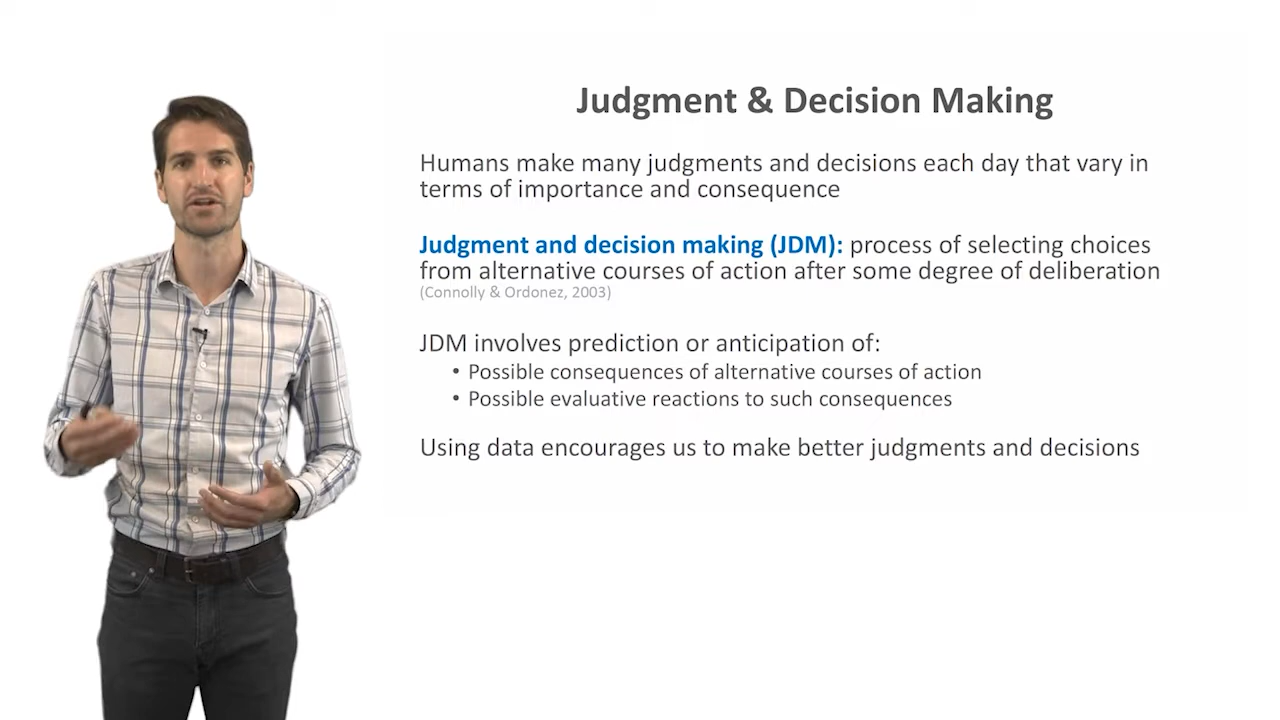 Judgment & Decision Making
Humans make many judgments and decisions each day that vary in
terms of importance and consequence
Judgment and decision making (JDM): process of selecting choices
from alternative courses of action after some degree of deliberation
(Connolly & Ordonez, 2003)
JDM involves prediction or anticipation of:
• Possible consequences of alternative courses of action
• Possible evaluative reactions to such consequences
Using data encourages us to make better judgments and decisions